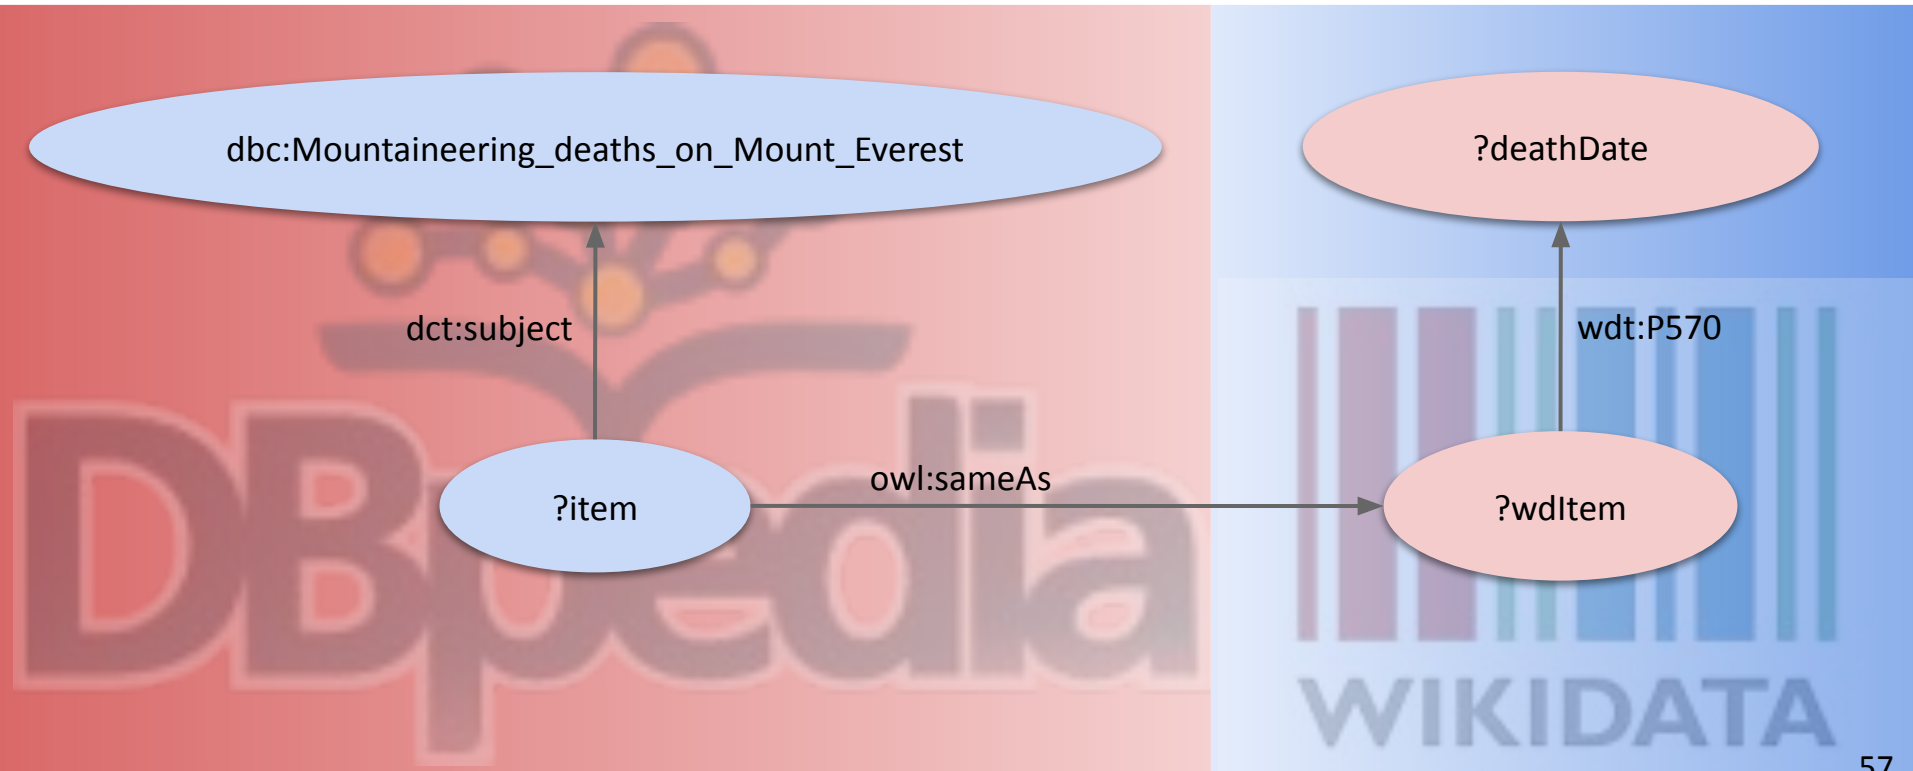 dbc:Mountaineering_deaths_on_Mount_Everest
?deathDate
dct:subject
wdt:P570
owl:sameAs
?item
?wdItem
DBpedia
WIKIDATA
57